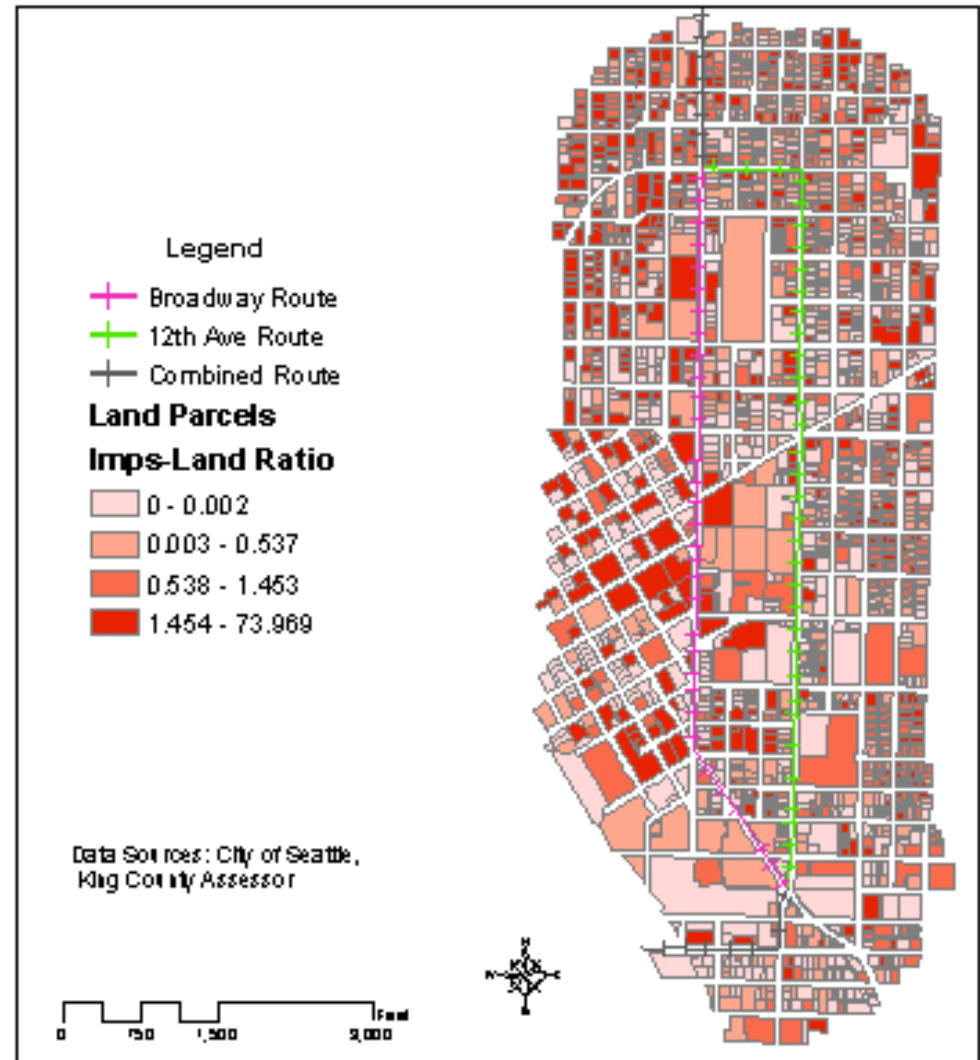 Legend
Broadway Route
12th Ave Route
Combined Route
Land Parcels
Imps-Land Ratio
0 - 0.002
0.003 - 0.537
0.538 - 1.453
1.454 - 73.969
Data Sources: City of Seattle,
King County Assessor
N
W E
S
Feet
0 750 1,500 3,000